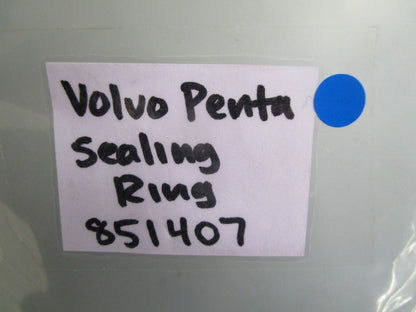 Volvo Penta
Sealing
Ring
851407